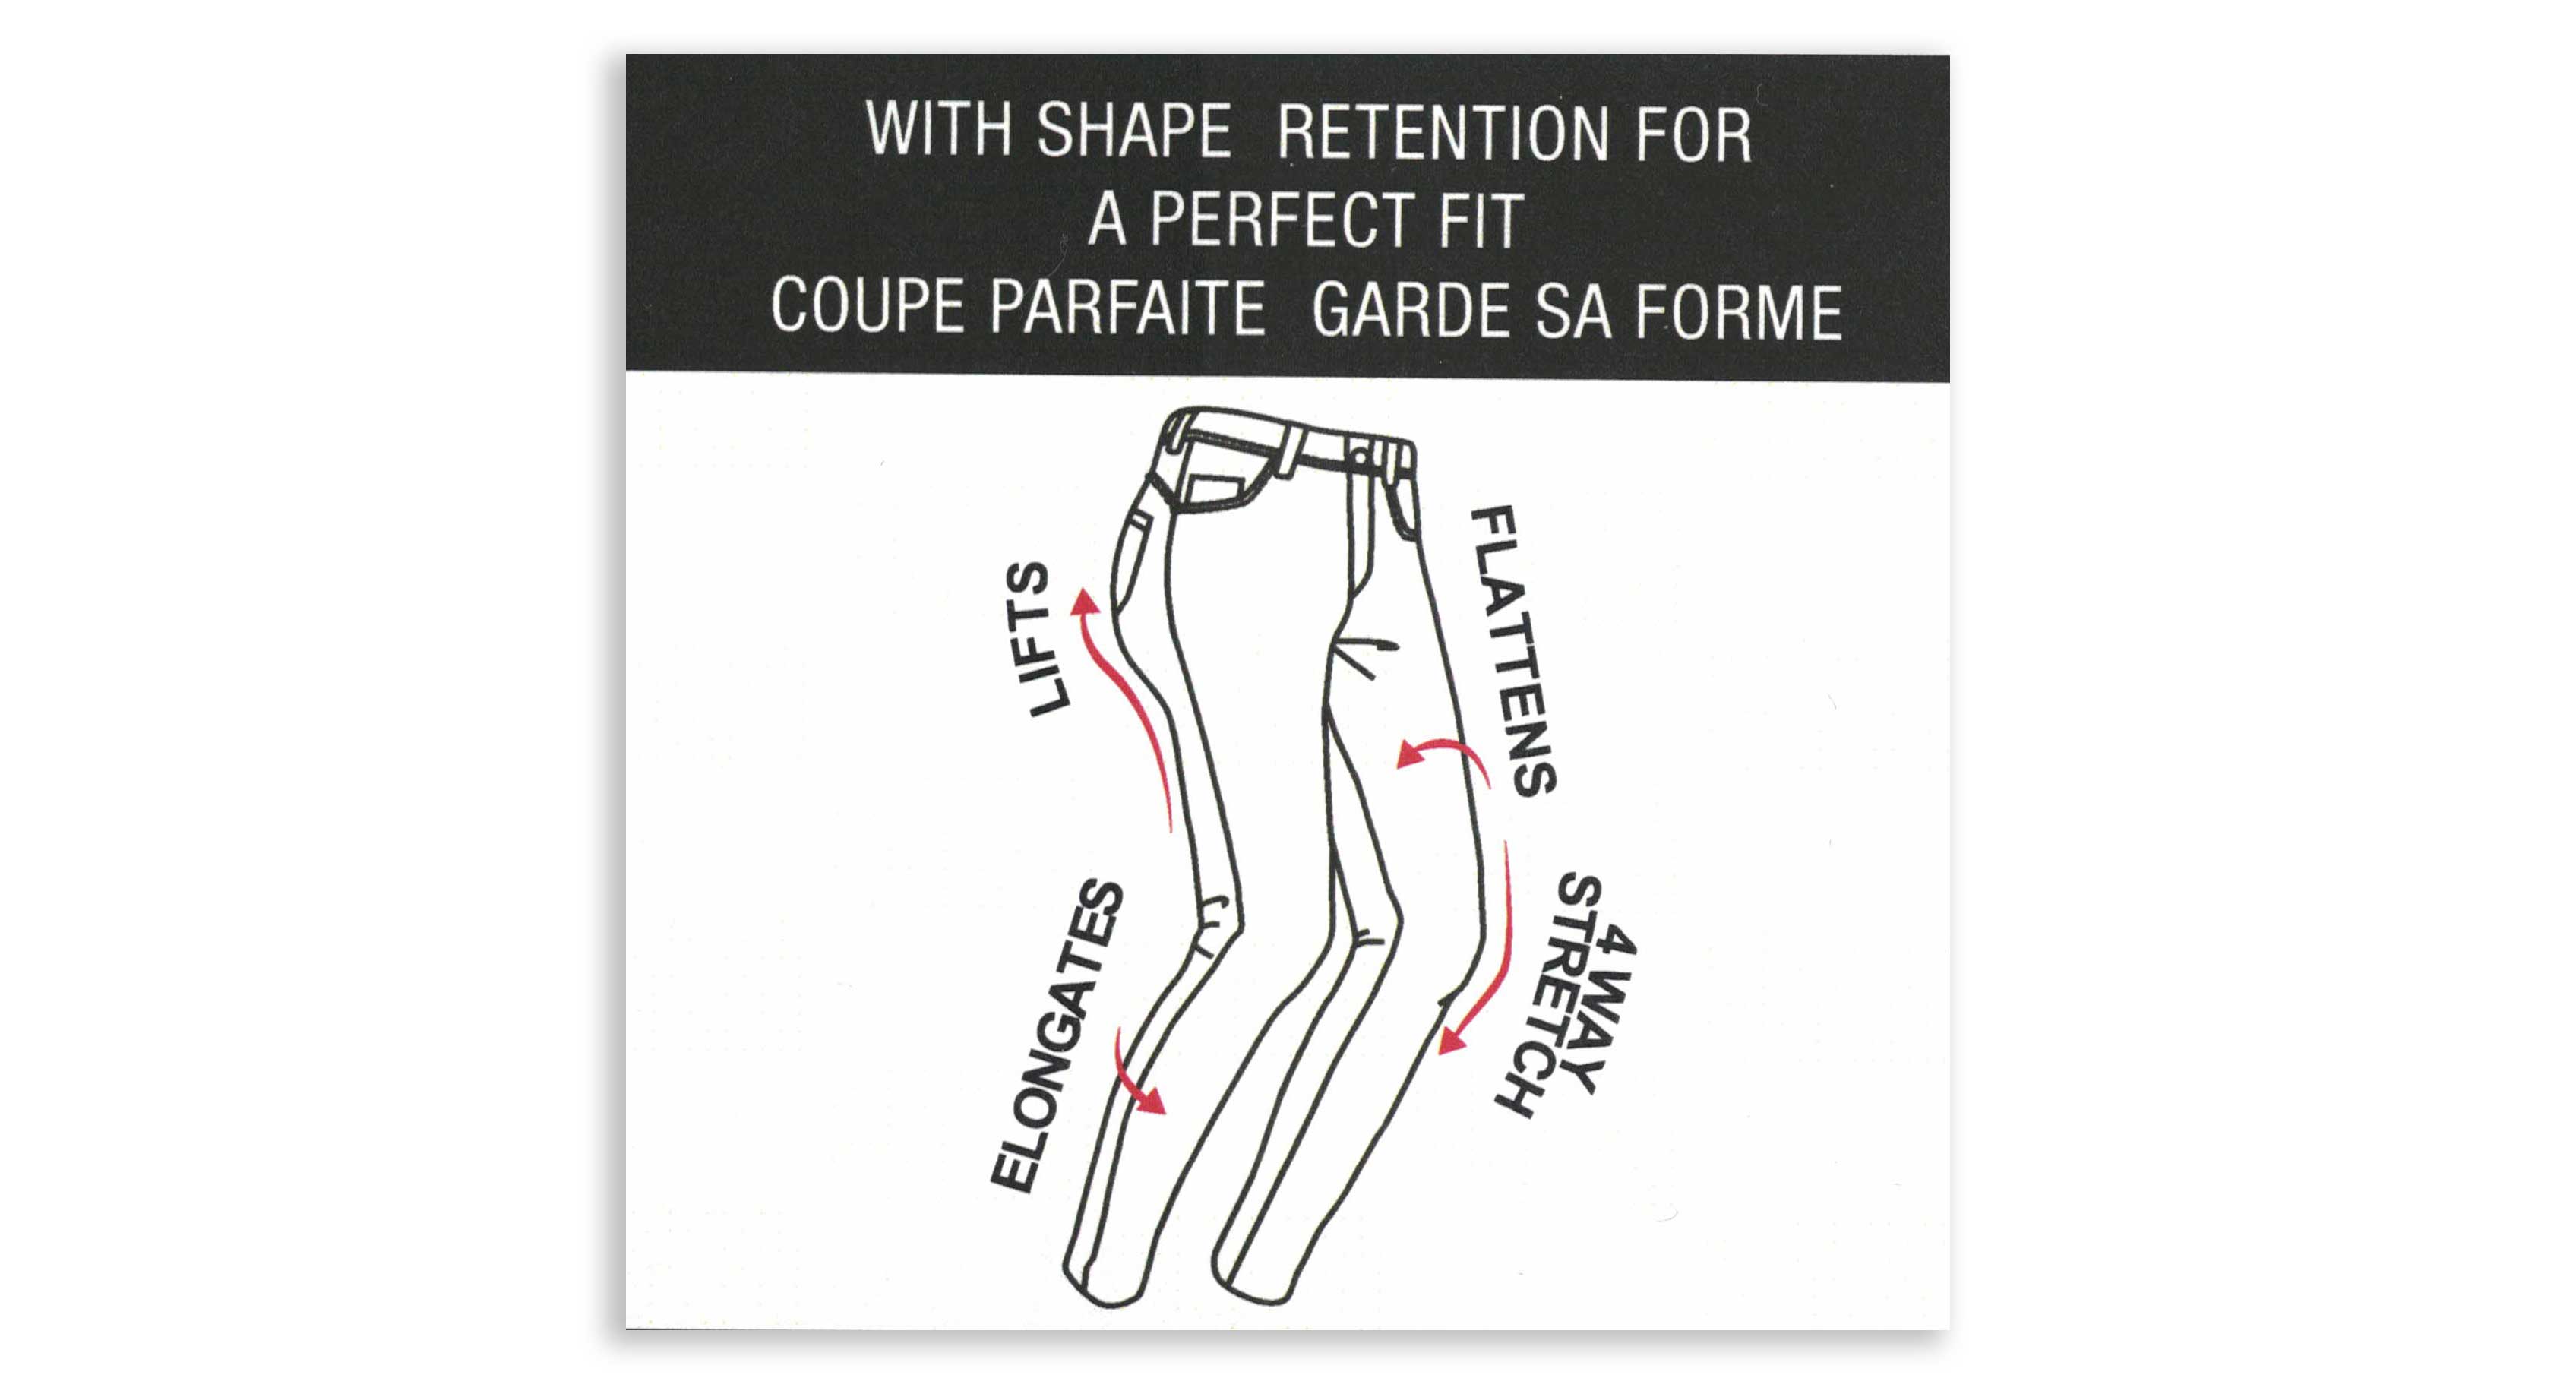 WITH SHAPE RETENTION FOR
A PERFECT FIT
COUPE PARFAITE GARDE SA FORME
LIFTS
FLATTENS
ELONGATES
4 WAY
STRETCH